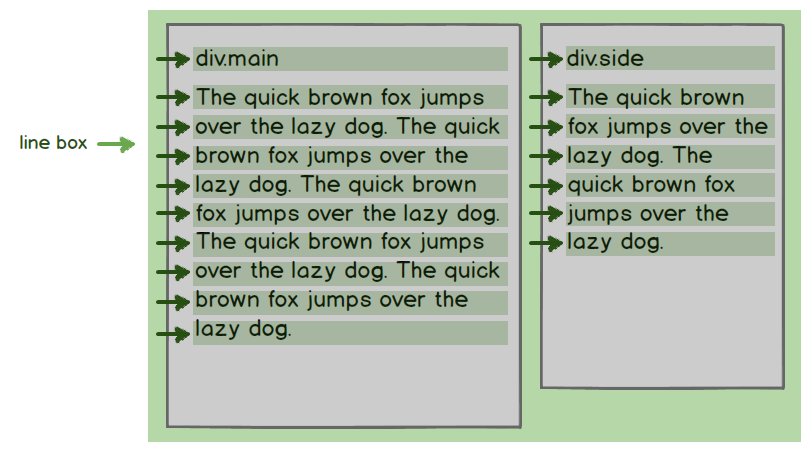 line box
div.main
The quick brown fox jumps
over the lazy dog. The quick
brown fox jumps over the
lazy dog. The quick brown
fox jumps over the lazy dog.
The quick brown fox jumps
over the lazy dog. The quick
brown fox jumps over the
lazy dog.
div.side
The quick brown
fox jumps over the
lazy dog. The
quick brown fox
jumps over the
lazy dog.